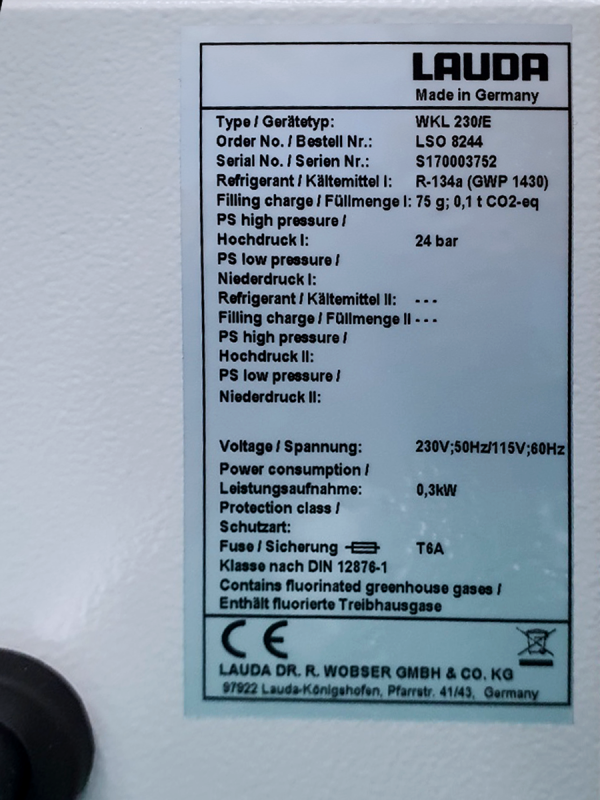 LAUDA
Made in Germany
Type / Gerätetyp: WKL 230/E
Order No. / Bestell Nr.: LSO 8244
Serial No. / Serien Nr.: S170003752
Refrigerant / Kältemittel I: R-134a (GWP 1430)
Filling charge / Füllmenge I: 75 g; 0,1 t CO2-eq
PS high pressure /
Hochdruck I: 24 bar
PS low pressure /
Niederdruck I:
Refrigerant / Kältemittel II: - - -
Filling charge / Füllmenge II - - -
PS high pressure /
Hochdruck II:
PS low pressure /
Niederdruck II:
Voltage / Spannung: 230V;50Hz/115V;60Hz
Power consumption /
Leistungsaufnahme: 0,3kW
Protection class /
Schutzart:
Fuse / Sicherung T6A
Klasse nach DIN 12876-1
Contains fluorinated greenhouse gases /
Enthält fluorierte Treibhausgase
CE
LAUDA DR. R. WOBSER GMBH & CO. KG
97922 Lauda-Königshofen, Pfarrstr. 41/43, Germany